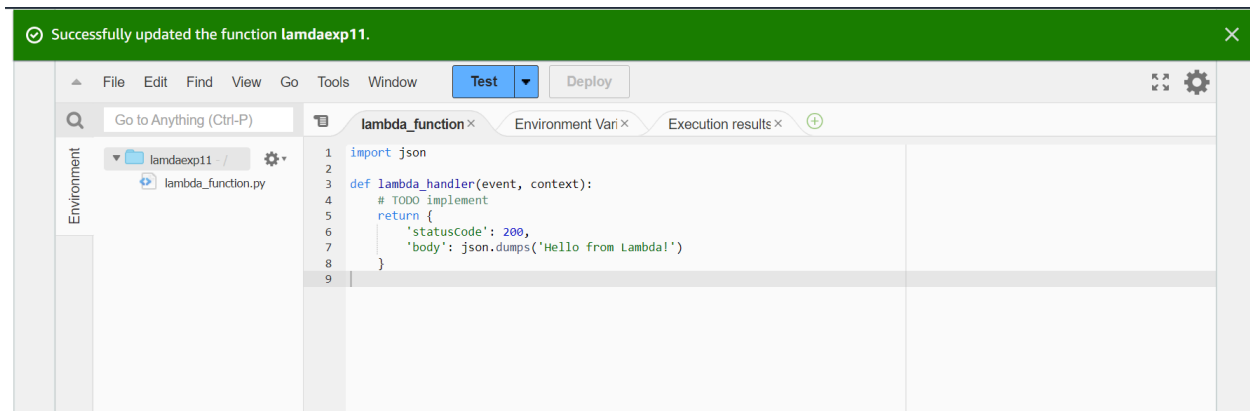 Successfully updated the function lamdaexp11.
File Edit Find View Go Tools Window Test Deploy
Go to Anything (Ctrl-P)
lambda_function Environment Vari Execution results
Environment
lamdaexp11 - /
lambda_function.py
1 import json
2
3 def lambda_handler(event, context):
4     # TODO implement
5     return {
6         'statusCode': 200,
7         'body': json.dumps('Hello from Lambda!')
8     }
9